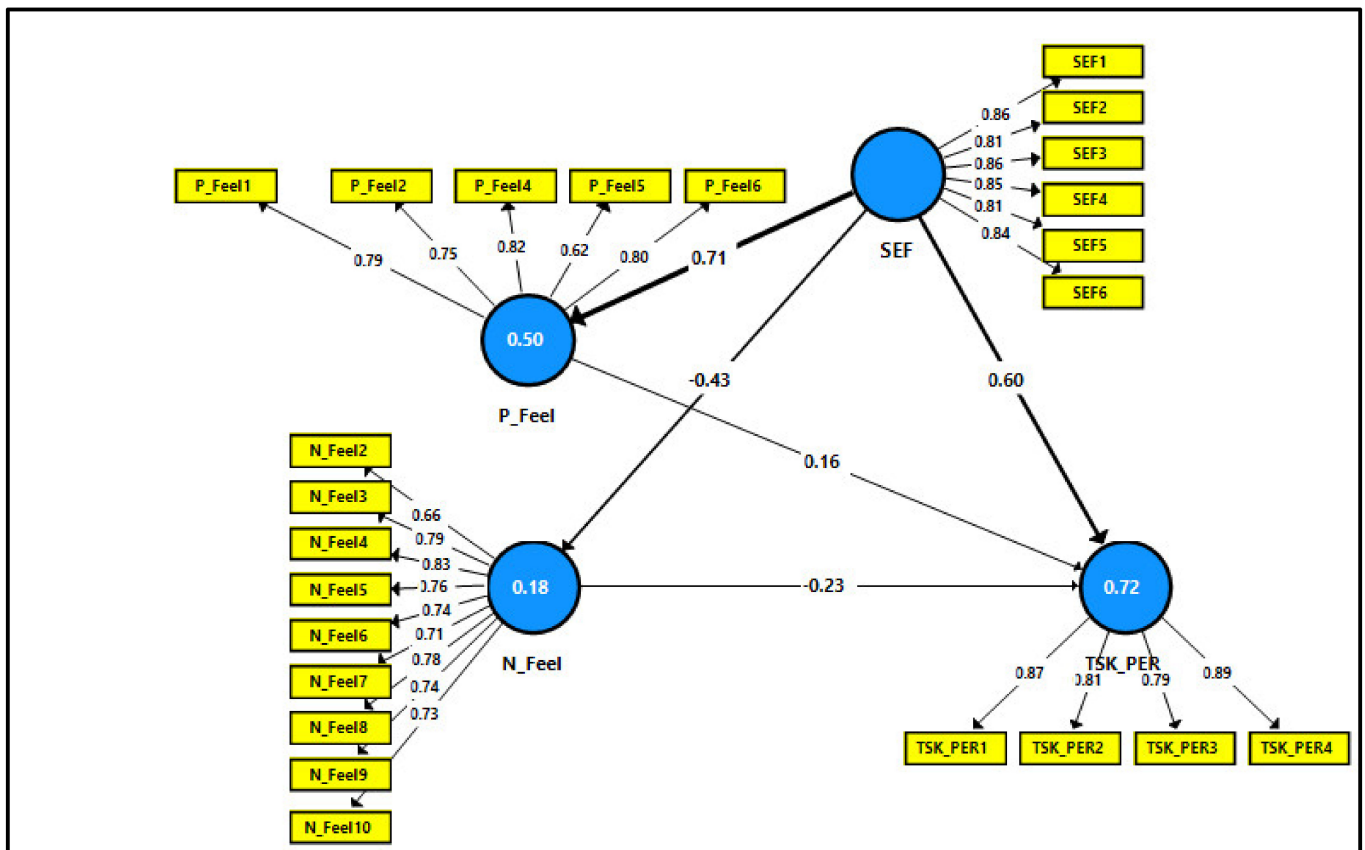 SEF1
0.86
SEF2
0.81
SEF3
0.86
SEF4
0.85
SEF5
0.81
SEF6
0.84
SEF
P_Feel1
P_Feel2
P_Feel4
P_Feel5
P_Feel6
0.79
0.75
0.82
0.62
0.80
0.71
0.50
P_Feel
-0.43
0.60
0.16
N_Feel2
N_Feel3
N_Feel4
N_Feel5
N_Feel6
N_Feel7
N_Feel8
N_Feel9
N_Feel10
0.66
0.79
0.83
0.76
0.74
0.71
0.78
0.74
0.73
0.18
N_Feel
-0.23
0.72
TSK_PER
0.87
0.81
0.79
0.89
TSK_PER1
TSK_PER2
TSK_PER3
TSK_PER4